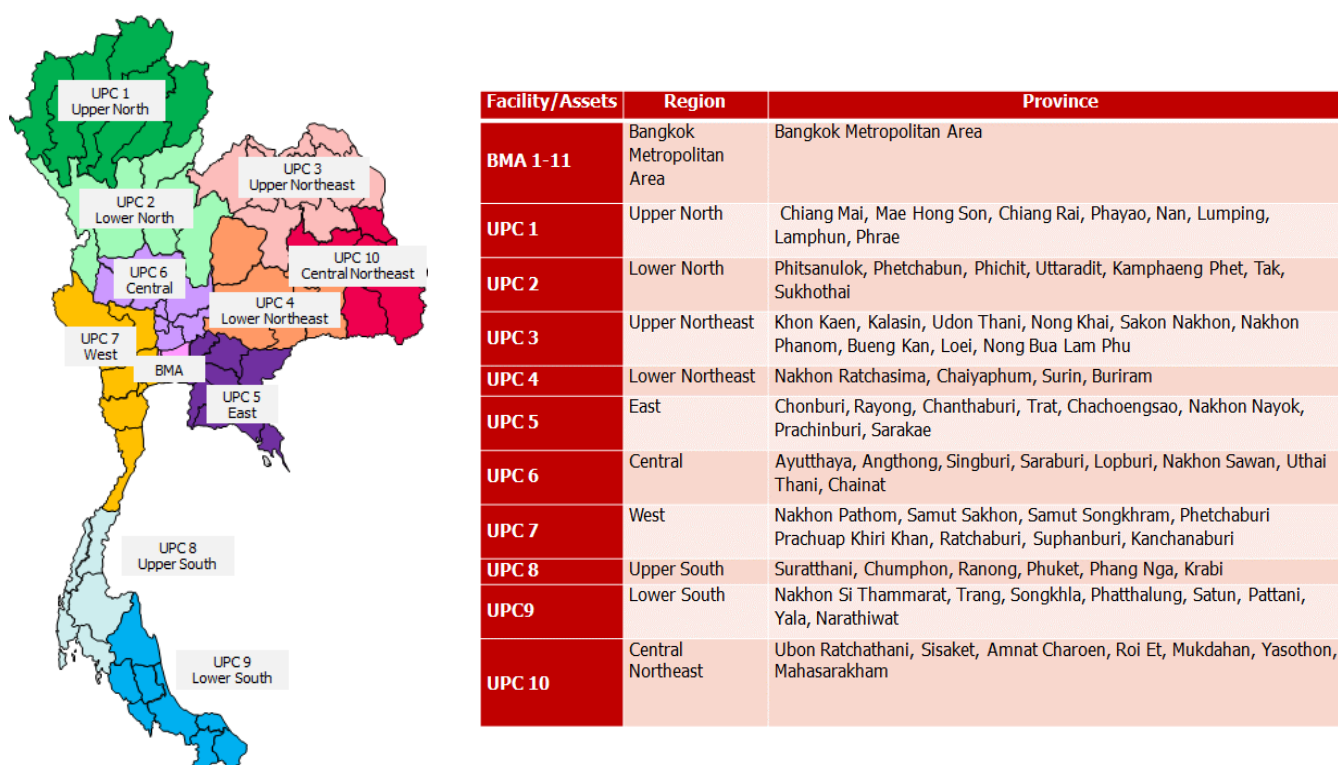 UPC 1
Upper North
UPC 2
Lower North
UPC 3
Upper Northeast
UPC 10
Central Northeast
UPC 6
Central
UPC 4
Lower Northeast
UPC 7
West
BMA
UPC 5
East
UPC 8
Upper South
UPC 9
Lower South
Facility/Assets Region Province
BMA 1-11 Bangkok Metropolitan Area Bangkok Metropolitan Area
UPC 1 Upper North Chiang Mai, Mae Hong Son, Chiang Rai, Phayao, Nan, Lumping,
Lamphun, Phrae
UPC 2 Lower North Phitsanulok, Phetchabun, Phichit, Uttaradit, Kamphaeng Phet, Tak,
Sukhothai
UPC 3 Upper Northeast Khon Kaen, Kalasin, Udon Thani, Nong Khai, Sakon Nakhon, Nakhon
Phanom, Bueng Kan, Loei, Nong Bua Lam Phu
UPC 4 Lower Northeast Nakhon Ratchasima, Chaiyaphum, Surin, Buriram
UPC 5 East Chonburi, Rayong, Chanthaburi, Trat, Chachoengsao, Nakhon Nayok,
Prachinburi, Sarakae
UPC 6 Central Ayutthaya, Angthong, Singburi, Saraburi, Lopburi, Nakhon Sawan, Uthai
Thani, Chainat
UPC 7 West Nakhon Pathom, Samut Sakhon, Samut Songkhram, Phetchaburi
Prachuap Khiri Khan, Ratchaburi, Suphanburi, Kanchanaburi
UPC 8 Upper South Suratthani, Chumphon, Ranong, Phuket, Phang Nga, Krabi
UPC9 Lower South Nakhon Si Thammarat, Trang, Songkhla, Phatthalung, Satun, Pattani,
Yala, Narathiwat
UPC 10 Central Northeast Ubon Ratchathani, Sisaket, Amnat Charoen, Roi Et, Mukdahan, Yasothon,
Mahasarakham